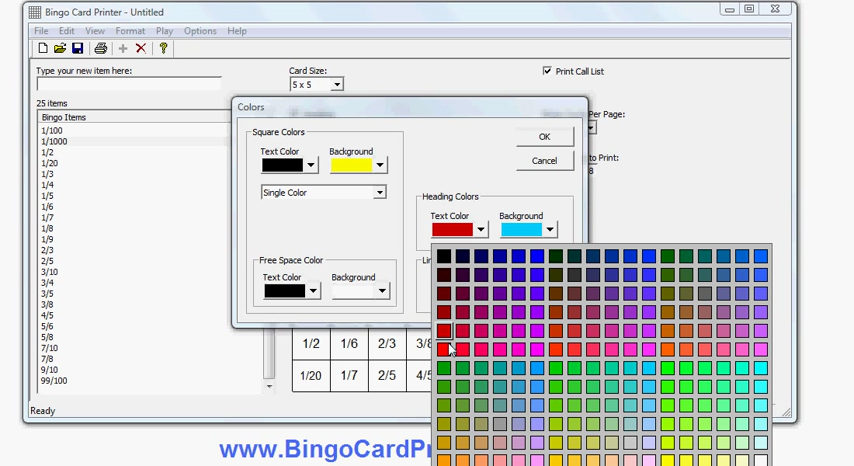 Bingo Card Printer - Untitled
File Edit View Format Play Options Help
Type your new item here:
Card Size:
5 x 5
Print Call List
25 items
Bingo Items
1/100
1/1000
1/2
1/20
1/3
1/4
1/5
1/6
1/7
1/8
1/9
2/3
2/5
3/10
3/4
3/5
3/8
4/5
5/6
5/8
7/10
7/8
9/10
99/100
Colors
Per Page:
to Print:
8
Square Colors
Text Color Background
Single Color
OK
Cancel
Heading Colors
Text Color Background
Free Space Color
Text Color Background
1/2 1/6 2/3 3/8
1/20 1/7 2/5 4/5
Ready
www.BingoCardPr